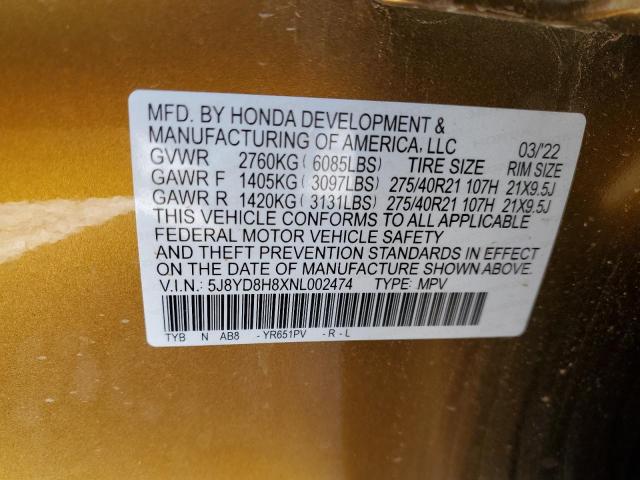 MFD. BY HONDA DEVELOPMENT &
MANUFACTURING OF AMERICA, LLC 03/'22
GVWR 2760KG ( 6085LBS) TIRE SIZE RIM SIZE
GAWR F 1405KG ( 3097LBS) 275/40R21 107H 21X9.5J
GAWR R 1420KG ( 3131LBS) 275/40R21 107H 21X9.5J
THIS VEHICLE CONFORMS TO ALL APPLICABLE
FEDERAL MOTOR VEHICLE SAFETY
AND THEFT PREVENTION STANDARDS IN EFFECT
ON THE DATE OF MANUFACTURE SHOWN ABOVE.
V.I.N.: 5J8YD8H8XNL002474 TYPE: MPV
TYB N AB8 - YR651PV - R - L